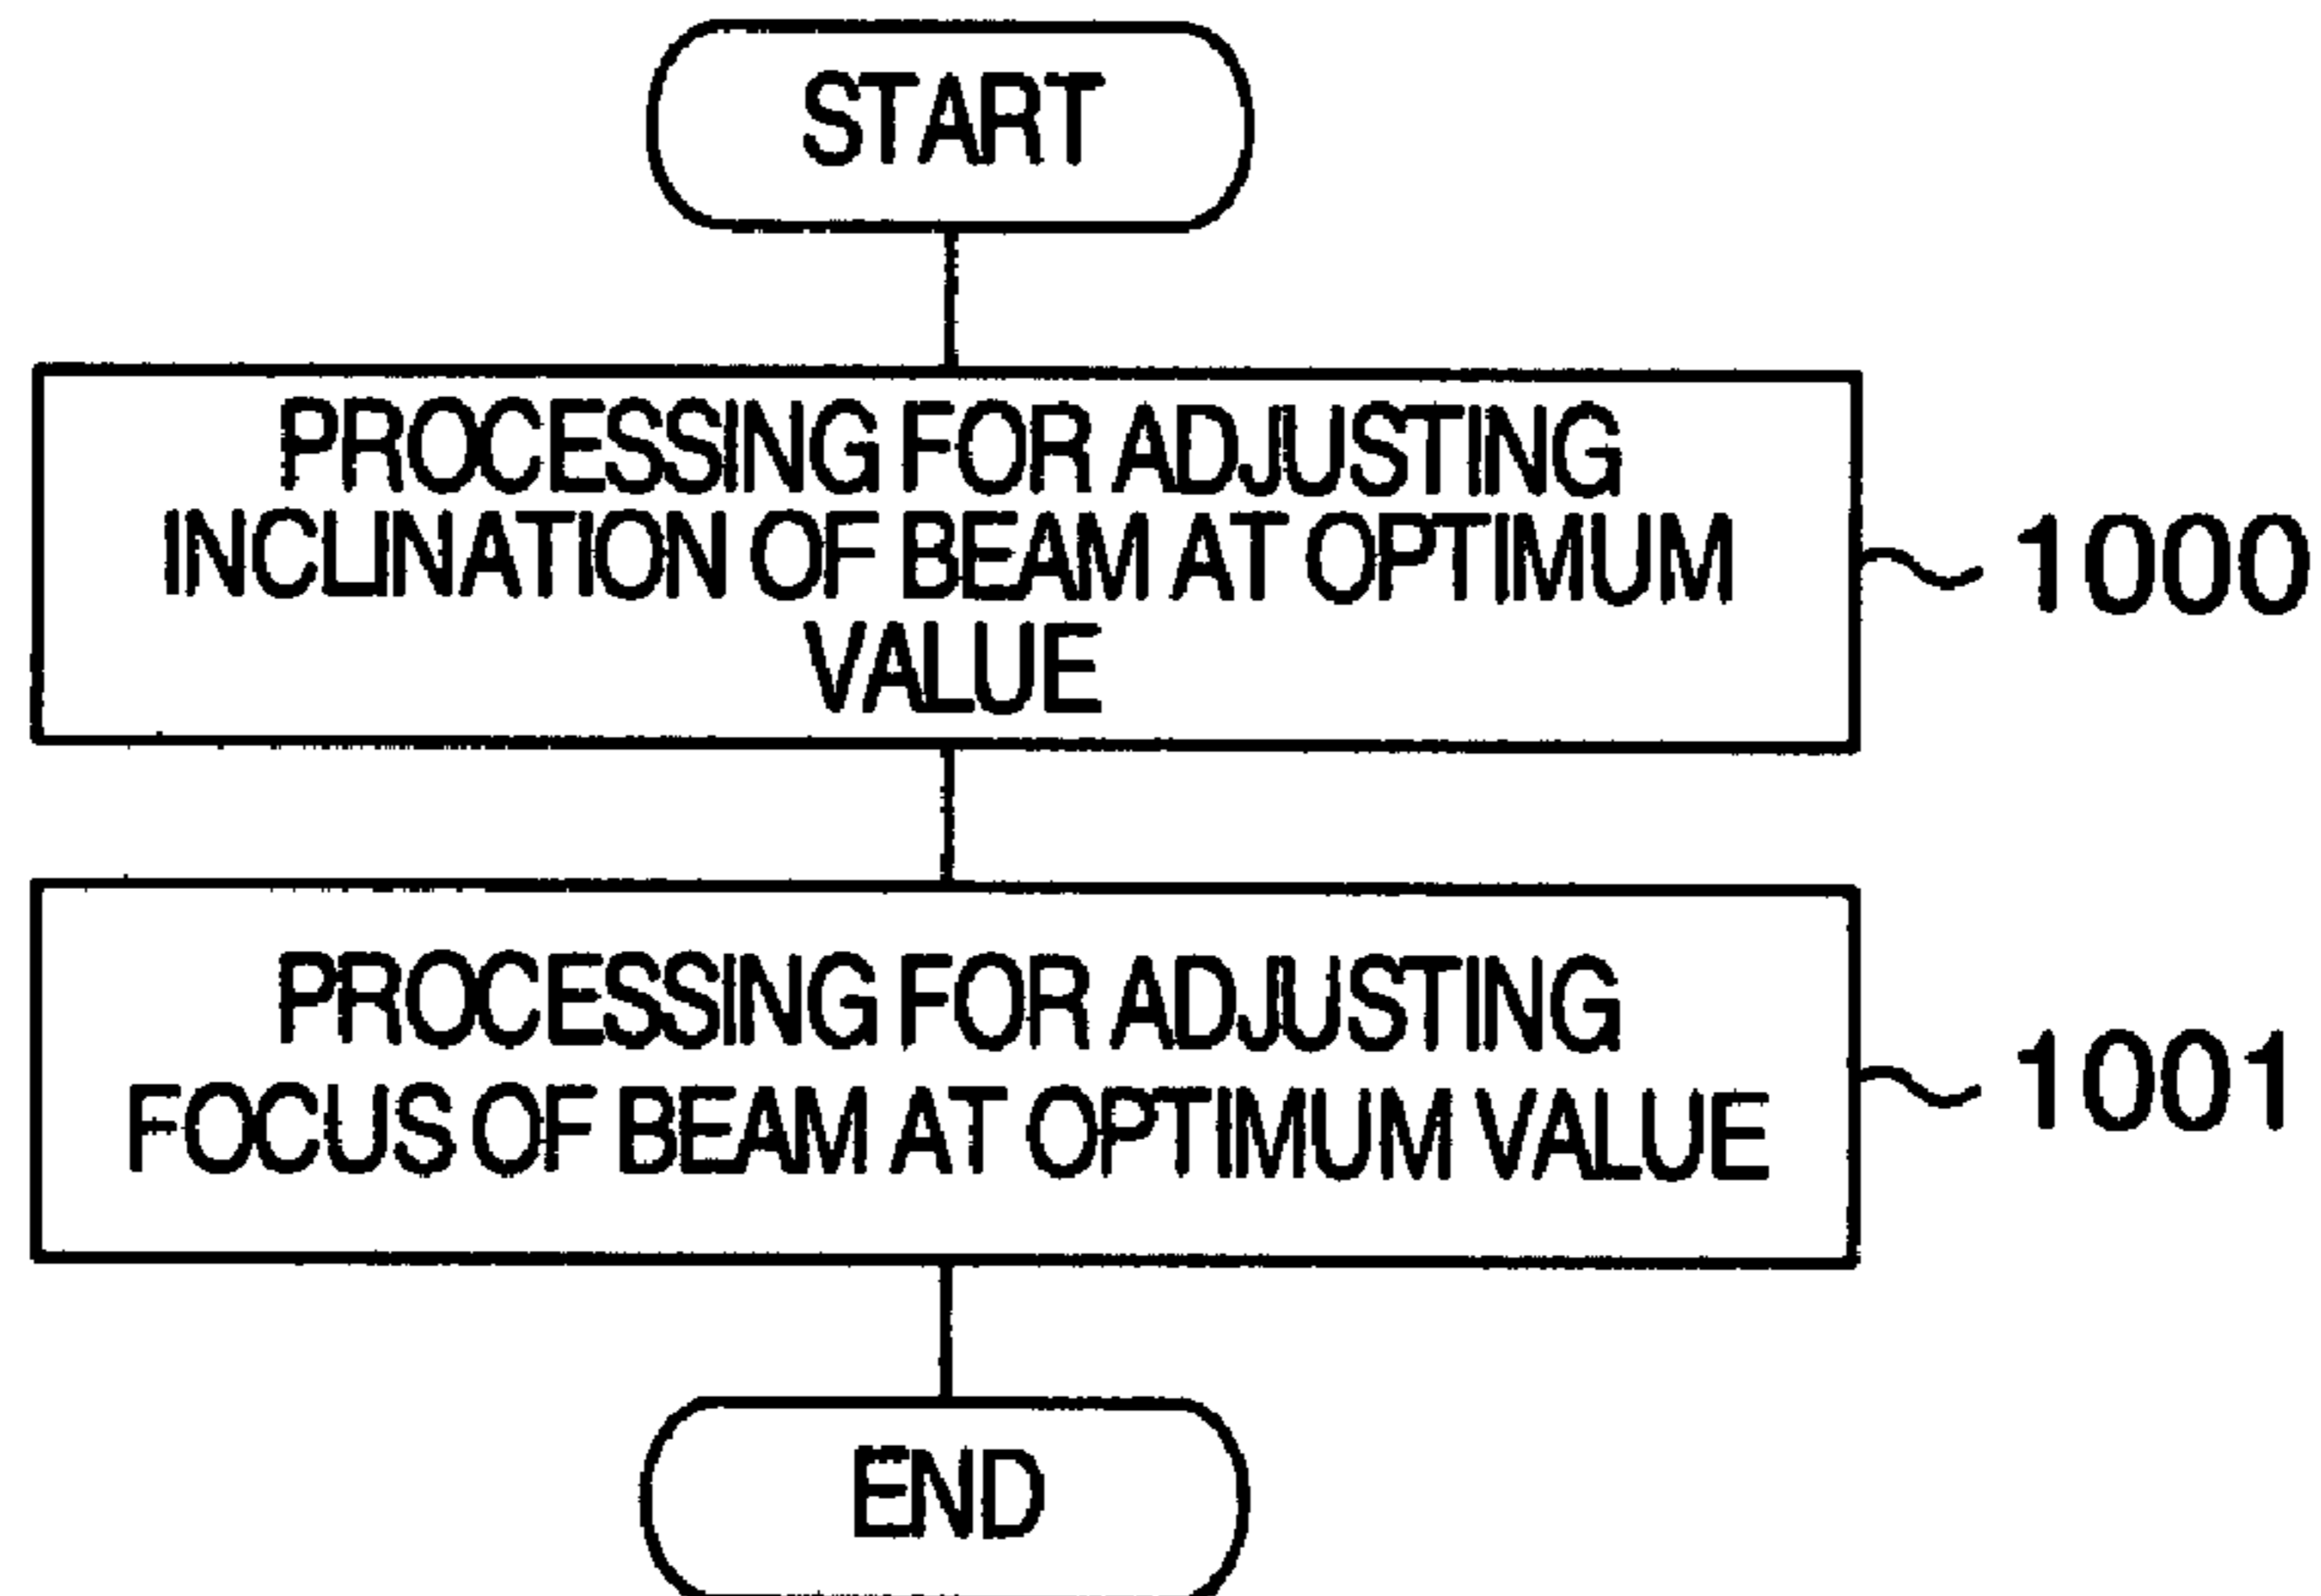 START
PROCESSING FOR ADJUSTING
INCLINATION OF BEAM AT OPTIMUM
VALUE
1000
PROCESSING FOR ADJUSTING
FOCUS OF BEAM AT OPTIMUM VALUE
1001
END